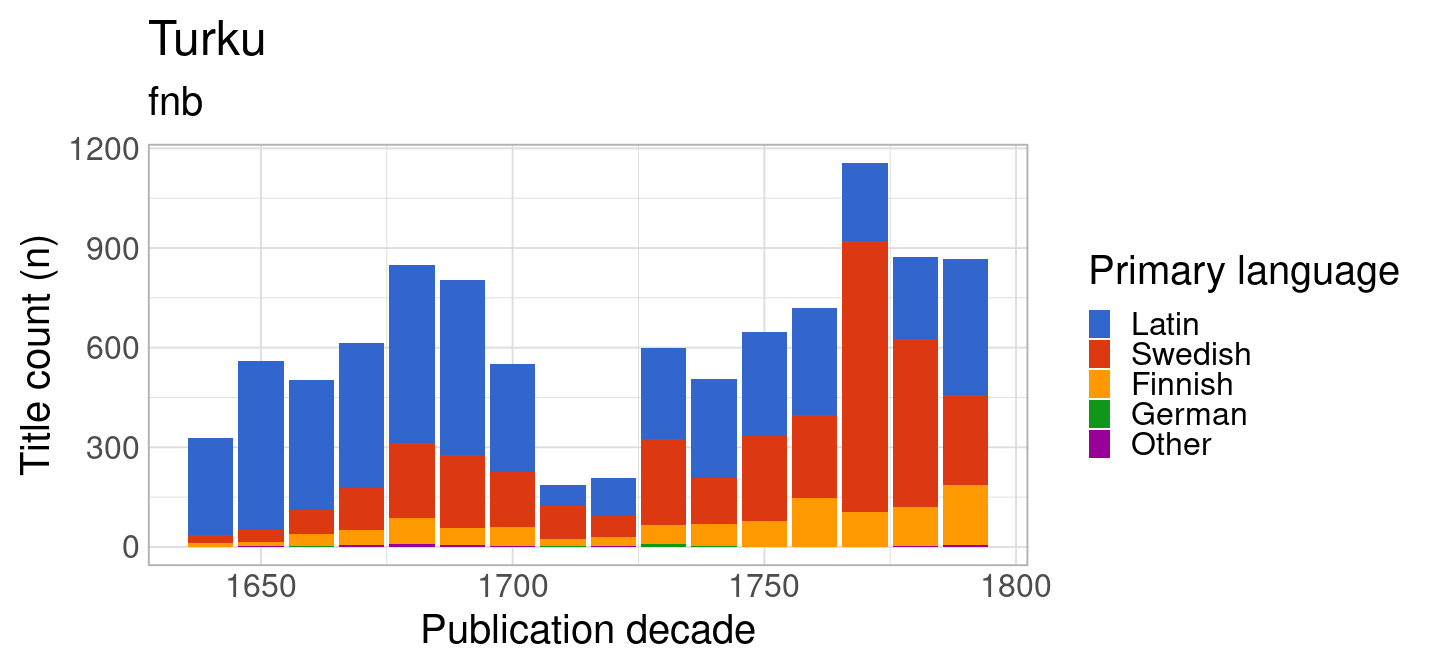 Turku
fnb
1200
900
600
300
0
Title count (n)
1650 1700 1750 1800
Publication decade
Primary language
Latin
Swedish
Finnish
German
Other